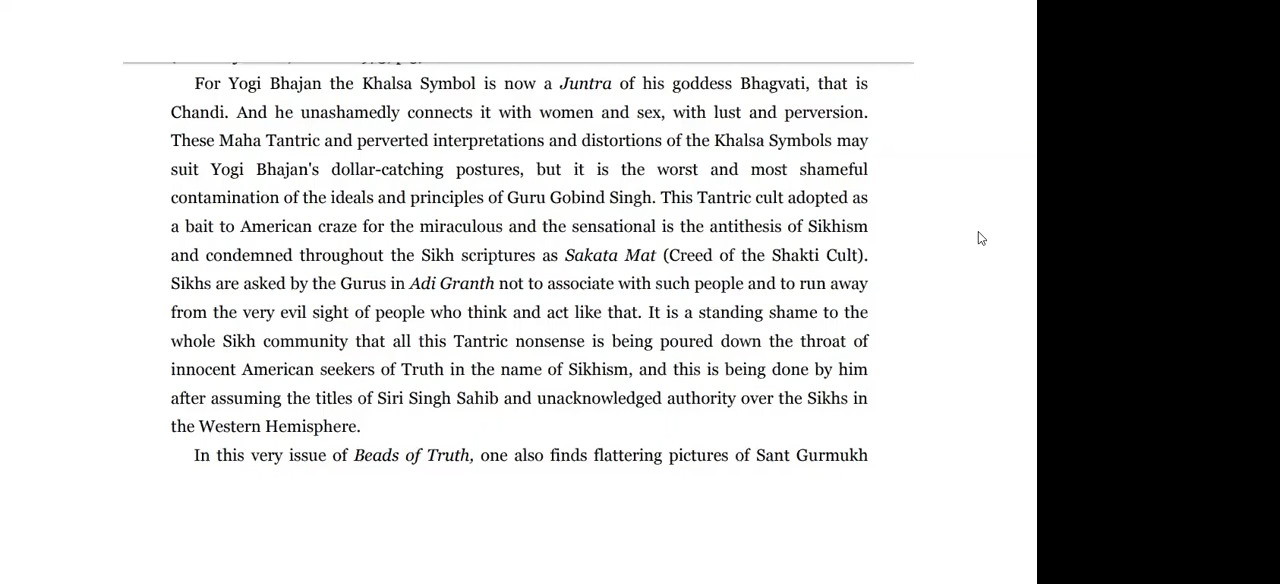 For Yogi Bhajan the Khalsa Symbol is now a Juntra of his goddess Bhagvati, that is
Chandi. And he unashamedly connects it with women and sex, with lust and perversion.
These Maha Tantric and perverted interpretations and distortions of the Khalsa Symbols may
suit Yogi Bhajan's dollar-catching postures, but it is the worst and most shameful
contamination of the ideals and principles of Guru Gobind Singh. This Tantric cult adopted as
a bait to American craze for the miraculous and the sensational is the antithesis of Sikhism
and condemned throughout the Sikh scriptures as Sakata Mat (Creed of the Shakti Cult).
Sikhs are asked by the Gurus in Adi Granth not to associate with such people and to run away
from the very evil sight of people who think and act like that. It is a standing shame to the
whole Sikh community that all this Tantric nonsense is being poured down the throat of
innocent American seekers of Truth in the name of Sikhism, and this is being done by him
after assuming the titles of Siri Singh Sahib and unacknowledged authority over the Sikhs in
the Western Hemisphere.
In this very issue of Beads of Truth, one also finds flattering pictures of Sant Gurmukh